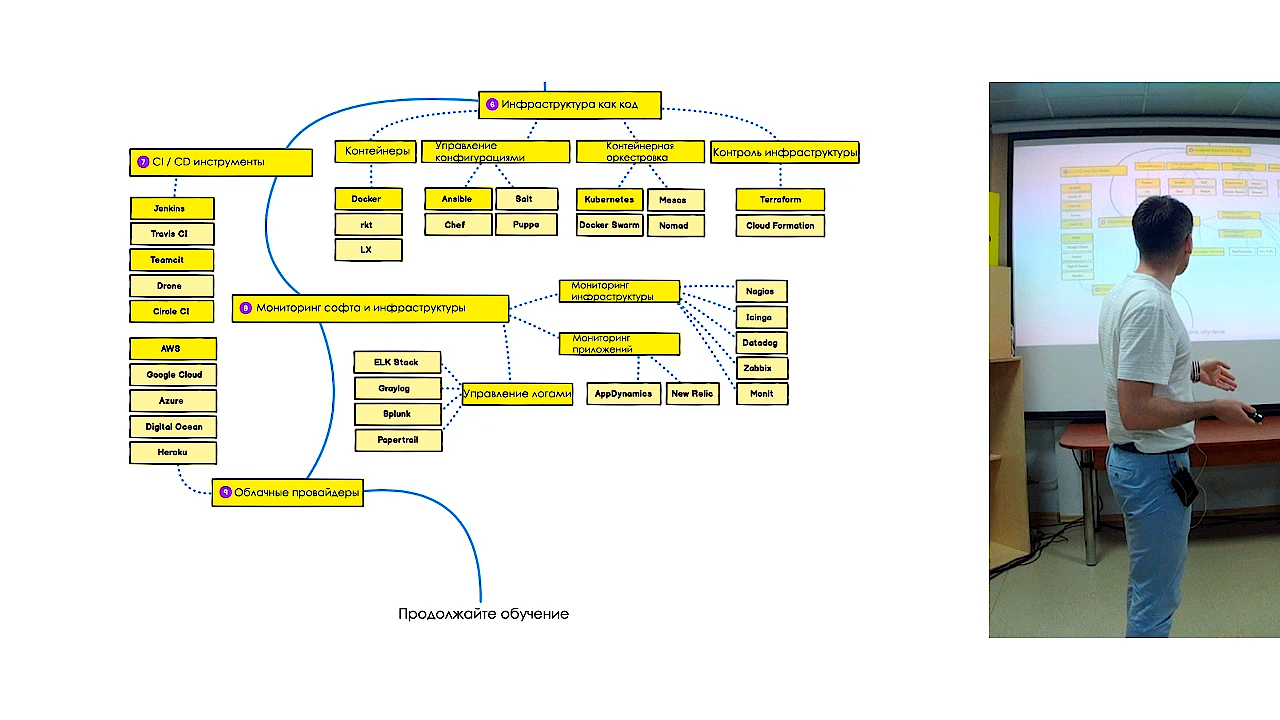 6 Инфраструктура как код
7 CI / CD инструменты
Контейнеры
Управление
конфигурациями
Контейнерная
оркестровка
Контроль инфраструктуры
Jenkins
Travis CI
Teamcit
Drone
Circle CI
Docker
rkt
LX
Ansible
Salt
Chef
Puppe
Kubernetes
Mesos
Docker Swarm
Nomad
Terraform
Cloud Formation
8 Мониторинг софта и инфраструктуры
Мониторинг
инфраструктуры
Мониторинг
приложений
Nagios
Icinga
Datadog
Zabbix
Monit
AppDynamics
New Relic
Управление логами
ELK Stack
Graylog
Splunk
Papertrail
AWS
Google Cloud
Azure
Digital Ocean
Heraku
9 Облачные провайдеры
Продолжайте обучение